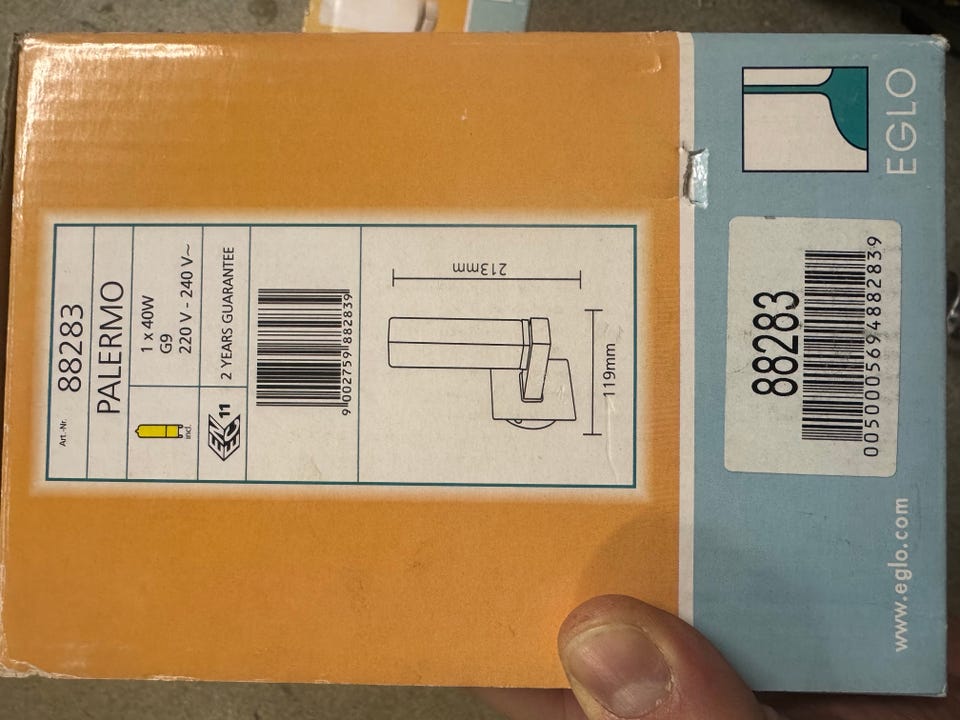 Art.-Nr. 88283
PALERMO
incl.
1 x 40W
G9
220 V - 240 V~
ENEC 11
2 YEARS GUARANTEE
9 002759 882839
213mm
119mm
EGLO
88283
0050005694882839
www.eglo.com